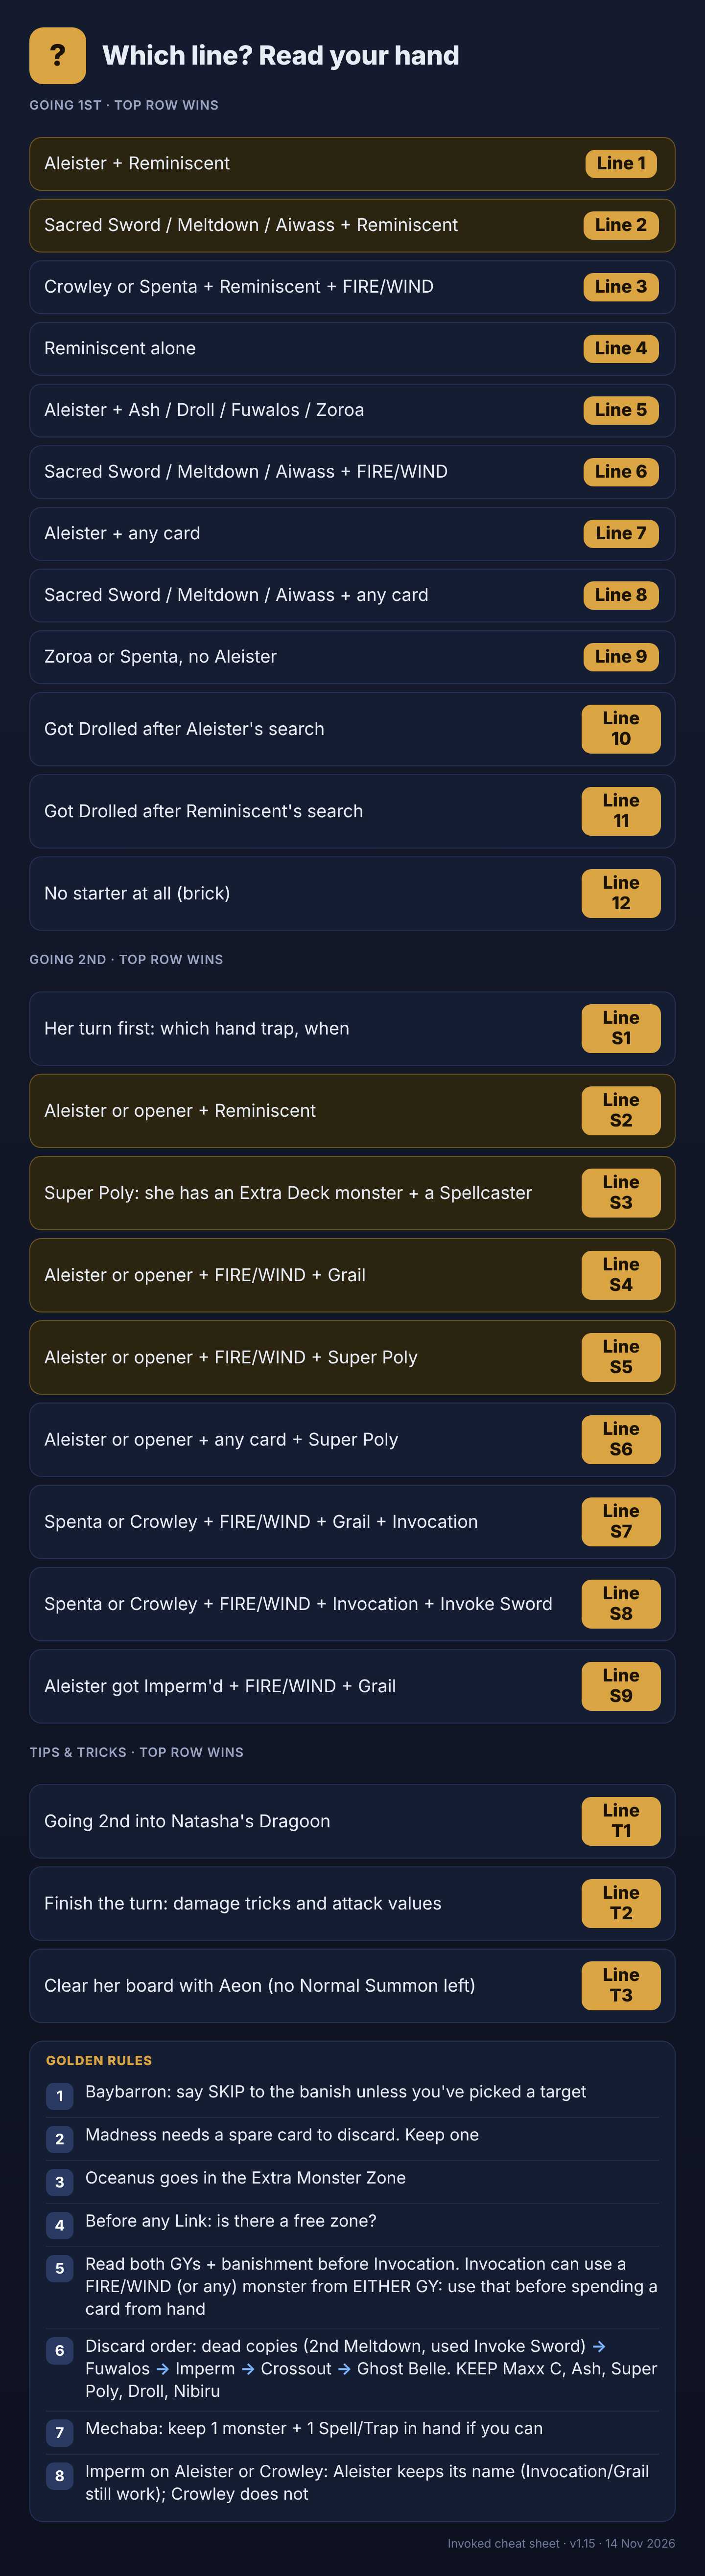 ?
Which line? Read your hand
GOING 1ST · TOP ROW WINS
Aleister + Reminiscent
Line 1
Sacred Sword / Meltdown / Aiwass + Reminiscent
Line 2
Crowley or Spenta + Reminiscent + FIRE/WIND
Line 3
Reminiscent alone
Line 4
Aleister + Ash / Droll / Fuwalos / Zoroa
Line 5
Sacred Sword / Meltdown / Aiwass + FIRE/WIND
Line 6
Aleister + any card
Line 7
Sacred Sword / Meltdown / Aiwass + any card
Line 8
Zoroa or Spenta, no Aleister
Line 9
Got Drolled after Aleister's search
Line
10
Got Drolled after Reminiscent's search
Line
11
No starter at all (brick)
Line
12
GOING 2ND · TOP ROW WINS
Her turn first: which hand trap, when
Line
S1
Aleister or opener + Reminiscent
Line
S2
Super Poly: she has an Extra Deck monster + a Spellcaster
Line
S3
Aleister or opener + FIRE/WIND + Grail
Line
S4
Aleister or opener + FIRE/WIND + Super Poly
Line
S5
Aleister or opener + any card + Super Poly
Line
S6
Spenta or Crowley + FIRE/WIND + Grail + Invocation
Line
S7
Spenta or Crowley + FIRE/WIND + Invocation + Invoke Sword
Line
S8
Aleister got Imperm'd + FIRE/WIND + Grail
Line
S9
TIPS & TRICKS · TOP ROW WINS
Going 2nd into Natasha's Dragoon
Line
T1
Finish the turn: damage tricks and attack values
Line
T2
Clear her board with Aeon (no Normal Summon left)
Line
T3
GOLDEN RULES
1 Baybarron: say SKIP to the banish unless you've picked a target
2 Madness needs a spare card to discard. Keep one
3 Oceanus goes in the Extra Monster Zone
4 Before any Link: is there a free zone?
5 Read both GYs + banishment before Invocation. Invocation can use a
FIRE/WIND (or any) monster from EITHER GY: use that before spending a
card from hand
6 Discard order: dead copies (2nd Meltdown, used Invoke Sword) →
Fuwalos → Imperm → Crossout → Ghost Belle. KEEP Maxx C, Ash, Super
Poly, Droll, Nibiru
7 Mechaba: keep 1 monster + 1 Spell/Trap in hand if you can
8 Imperm on Aleister or Crowley: Aleister keeps its name (Invocation/Grail
still work); Crowley does not
Invoked cheat sheet · v1.15 · 14 Nov 2026